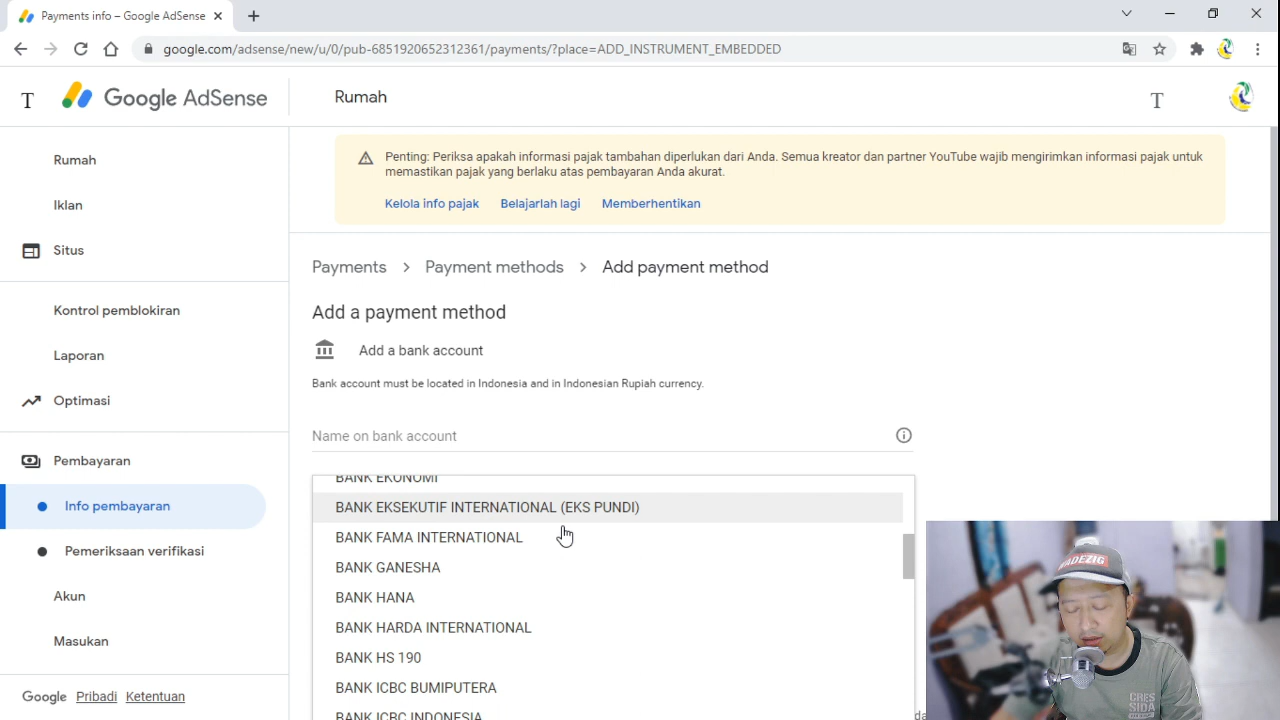 Payments info – Google AdSense
google.com/adsense/new/u/0/pub-6851920652312361/payments/?place=ADD_INSTRUMENT_EMBEDDED
T
Google AdSense
Rumah
T
Rumah
Iklan
Situs
Kontrol pemblokiran
Laporan
Optimasi
Pembayaran
Info pembayaran
Pemeriksaan verifikasi
Akun
Masukan
Google Pribadi Ketentuan
Penting: Periksa apakah informasi pajak tambahan diperlukan dari Anda. Semua kreator dan partner YouTube wajib mengirimkan informasi pajak untuk
memastikan pajak yang berlaku atas pembayaran Anda akurat.
Kelola info pajak Belajarlah lagi Memberhentikan
Payments > Payment methods > Add payment method
Add a payment method
Add a bank account
Bank account must be located in Indonesia and in Indonesian Rupiah currency.
Name on bank account
BANK EKONOMI
BANK EKSEKUTIF INTERNATIONAL (EKS PUNDI)
BANK FAMA INTERNATIONAL
BANK GANESHA
BANK HANA
BANK HARDA INTERNATIONAL
BANK HS 190
BANK ICBC BUMIPUTERA
BANK ICBC INDONESIA
WADEZIG
CRES
SIDA